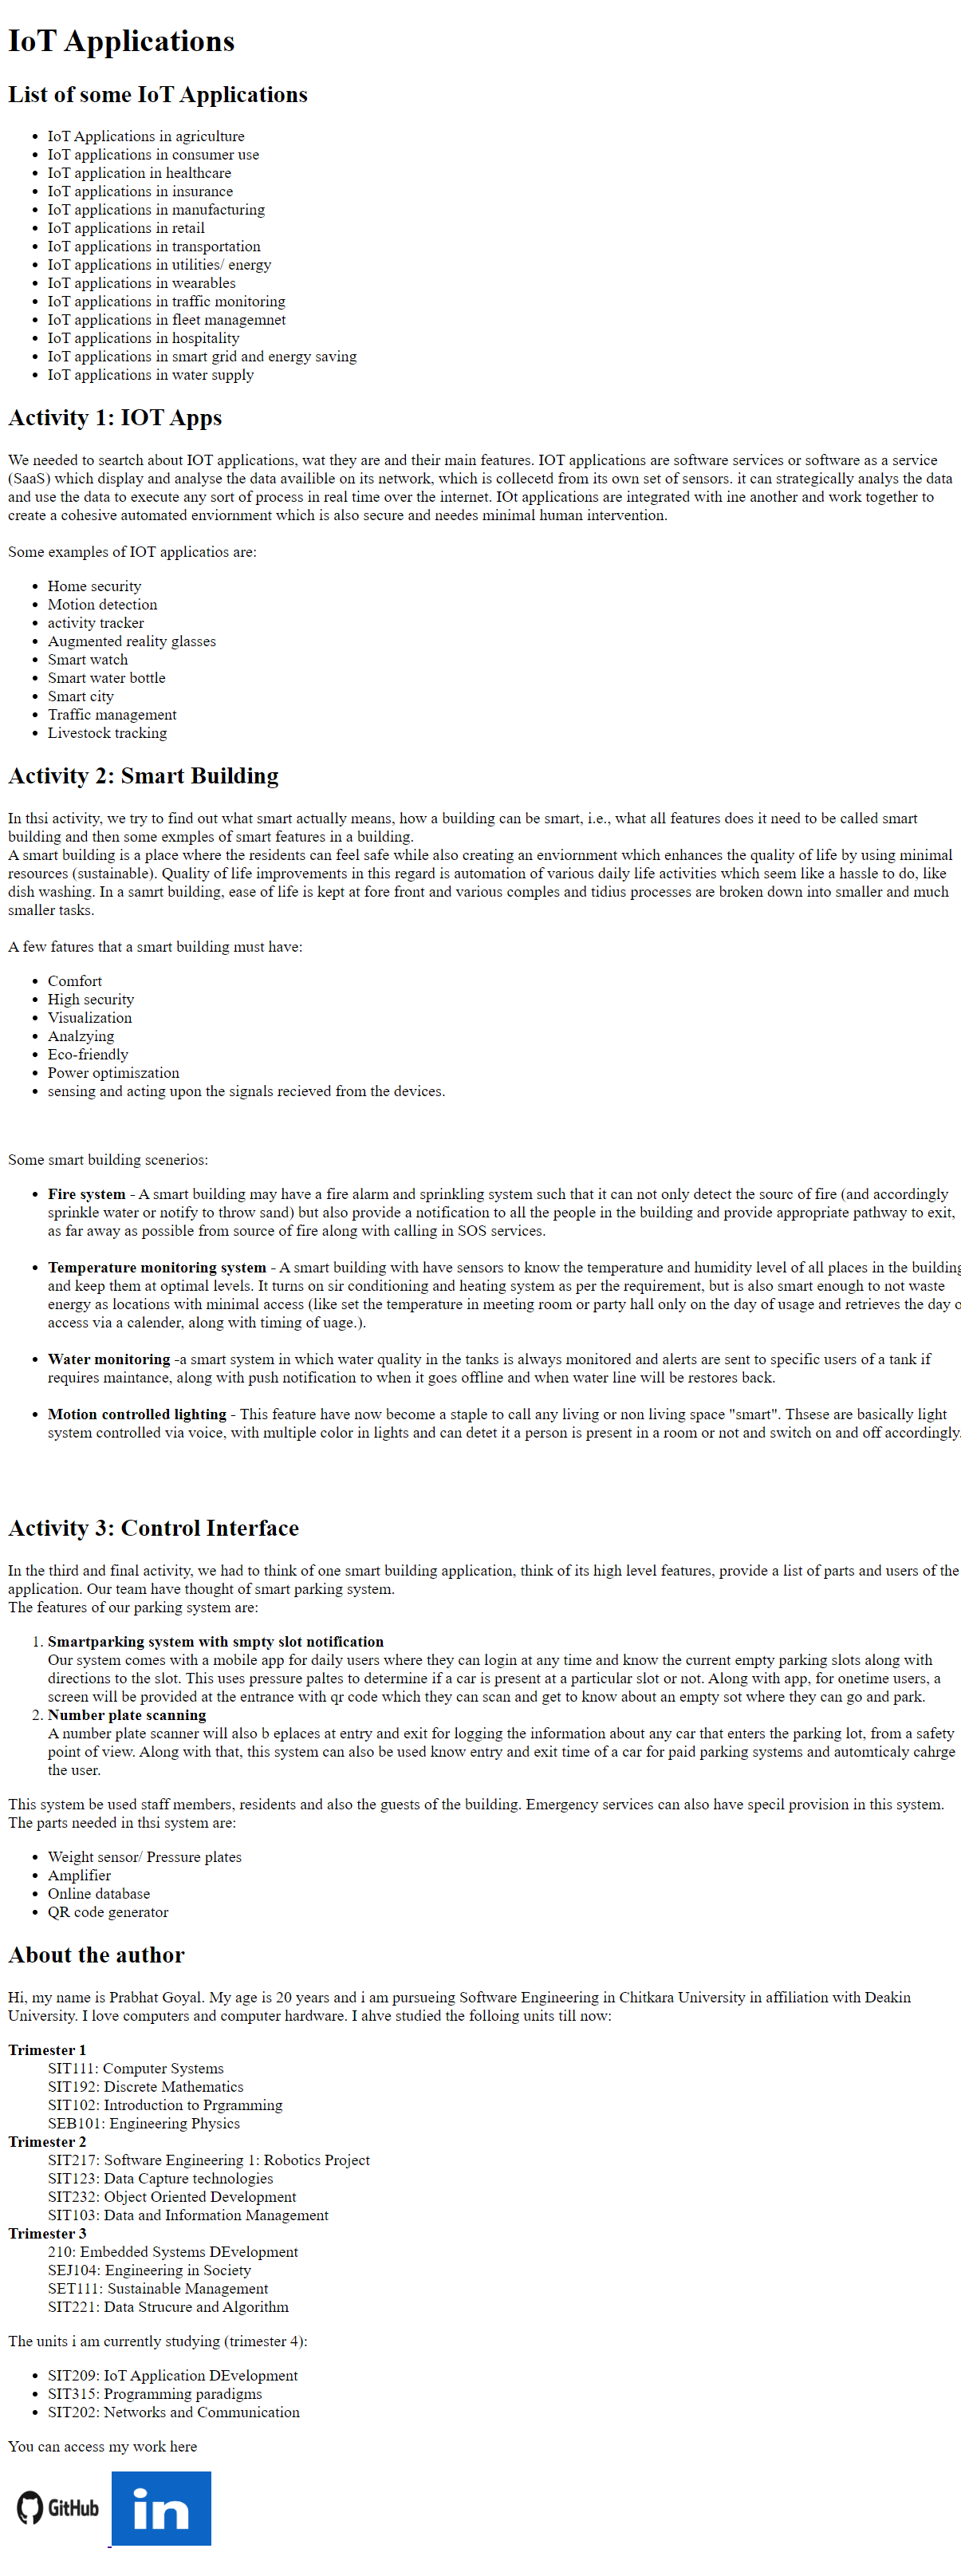 IoT Applications
List of some IoT Applications
• IoT Applications in agriculture
• IoT applications in consumer use
• IoT application in healthcare
• IoT applications in insurance
• IoT applications in manufacturing
• IoT applications in retail
• IoT applications in transportation
• IoT applications in utilities/ energy
• IoT applications in wearables
• IoT applications in traffic monitoring
• IoT applications in fleet managemnet
• IoT applications in hospitality
• IoT applications in smart grid and energy saving
• IoT applications in water supply
Activity 1: IOT Apps
We needed to seartch about IOT applications, wat they are and their main features. IOT applications are software services or software as a service
(SaaS) which display and analyse the data availible on its network, which is collecetd from its own set of sensors. it can strategically analys the data
and use the data to execute any sort of process in real time over the internet. IOt applications are integrated with ine another and work together to
create a cohesive automated enviornment which is also secure and needes minimal human intervention.
Some examples of IOT applicatios are:
• Home security
• Motion detection
• activity tracker
• Augmented reality glasses
• Smart watch
• Smart water bottle
• Smart city
• Traffic management
• Livestock tracking
Activity 2: Smart Building
In thsi activity, we try to find out what smart actually means, how a building can be smart, i.e., what all features does it need to be called smart
building and then some exmples of smart features in a building.
A smart building is a place where the residents can feel safe while also creating an enviornment which enhances the quality of life by using minimal
resources (sustainable). Quality of life improvements in this regard is automation of various daily life activities which seem like a hassle to do, like
dish washing. In a samrt building, ease of life is kept at fore front and various comples and tidius processes are broken down into smaller and much
smaller tasks.
A few fatures that a smart building must have:
• Comfort
• High security
• Visualization
• Analzying
• Eco-friendly
• Power optimiszation
• sensing and acting upon the signals recieved from the devices.
Some smart building scenerios:
• Fire system - A smart building may have a fire alarm and sprinkling system such that it can not only detect the sourc of fire (and accordingly
sprinkle water or notify to throw sand) but also provide a notification to all the people in the building and provide appropriate pathway to exit,
as far away as possible from source of fire along with calling in SOS services.
• Temperature monitoring system - A smart building with have sensors to know the temperature and humidity level of all places in the building
and keep them at optimal levels. It turns on sir conditioning and heating system as per the requirement, but is also smart enough to not waste
energy as locations with minimal access (like set the temperature in meeting room or party hall only on the day of usage and retrieves the day o
access via a calender, along with timing of uage.).
• Water monitoring -a smart system in which water quality in the tanks is always monitored and alerts are sent to specific users of a tank if
requires maintance, along with push notification to when it goes offline and when water line will be restores back.
• Motion controlled lighting - This feature have now become a staple to call any living or non living space "smart". Thsese are basically light
system controlled via voice, with multiple color in lights and can detet it a person is present in a room or not and switch on and off accordingly.
Activity 3: Control Interface
In the third and final activity, we had to think of one smart building application, think of its high level features, provide a list of parts and users of the
application. Our team have thought of smart parking system.
The features of our parking system are:
1. Smartparking system with smpty slot notification
Our system comes with a mobile app for daily users where they can login at any time and know the current empty parking slots along with
directions to the slot. This uses pressure paltes to determine if a car is present at a particular slot or not. Along with app, for onetime users, a
screen will be provided at the entrance with qr code which they can scan and get to know about an empty sot where they can go and park.
2. Number plate scanning
A number plate scanner will also b eplaces at entry and exit for logging the information about any car that enters the parking lot, from a safety
point of view. Along with that, this system can also be used know entry and exit time of a car for paid parking systems and automticaly cahrge
the user.
This system be used staff members, residents and also the guests of the building. Emergency services can also have specil provision in this system.
The parts needed in thsi system are:
• Weight sensor/ Pressure plates
• Amplifier
• Online database
• QR code generator
About the author
Hi, my name is Prabhat Goyal. My age is 20 years and i am pursueing Software Engineering in Chitkara University in affiliation with Deakin
University. I love computers and computer hardware. I ahve studied the folloing units till now:
Trimester 1
SIT111: Computer Systems
SIT192: Discrete Mathematics
SIT102: Introduction to Prgramming
SEB101: Engineering Physics
Trimester 2
SIT217: Software Engineering 1: Robotics Project
SIT123: Data Capture technologies
SIT232: Object Oriented Development
SIT103: Data and Information Management
Trimester 3
210: Embedded Systems DEvelopment
SEJ104: Engineering in Society
SET111: Sustainable Management
SIT221: Data Strucure and Algorithm
The units i am currently studying (trimester 4):
• SIT209: IoT Application DEvelopment
• SIT315: Programming paradigms
• SIT202: Networks and Communication
You can access my work here
GitHub in